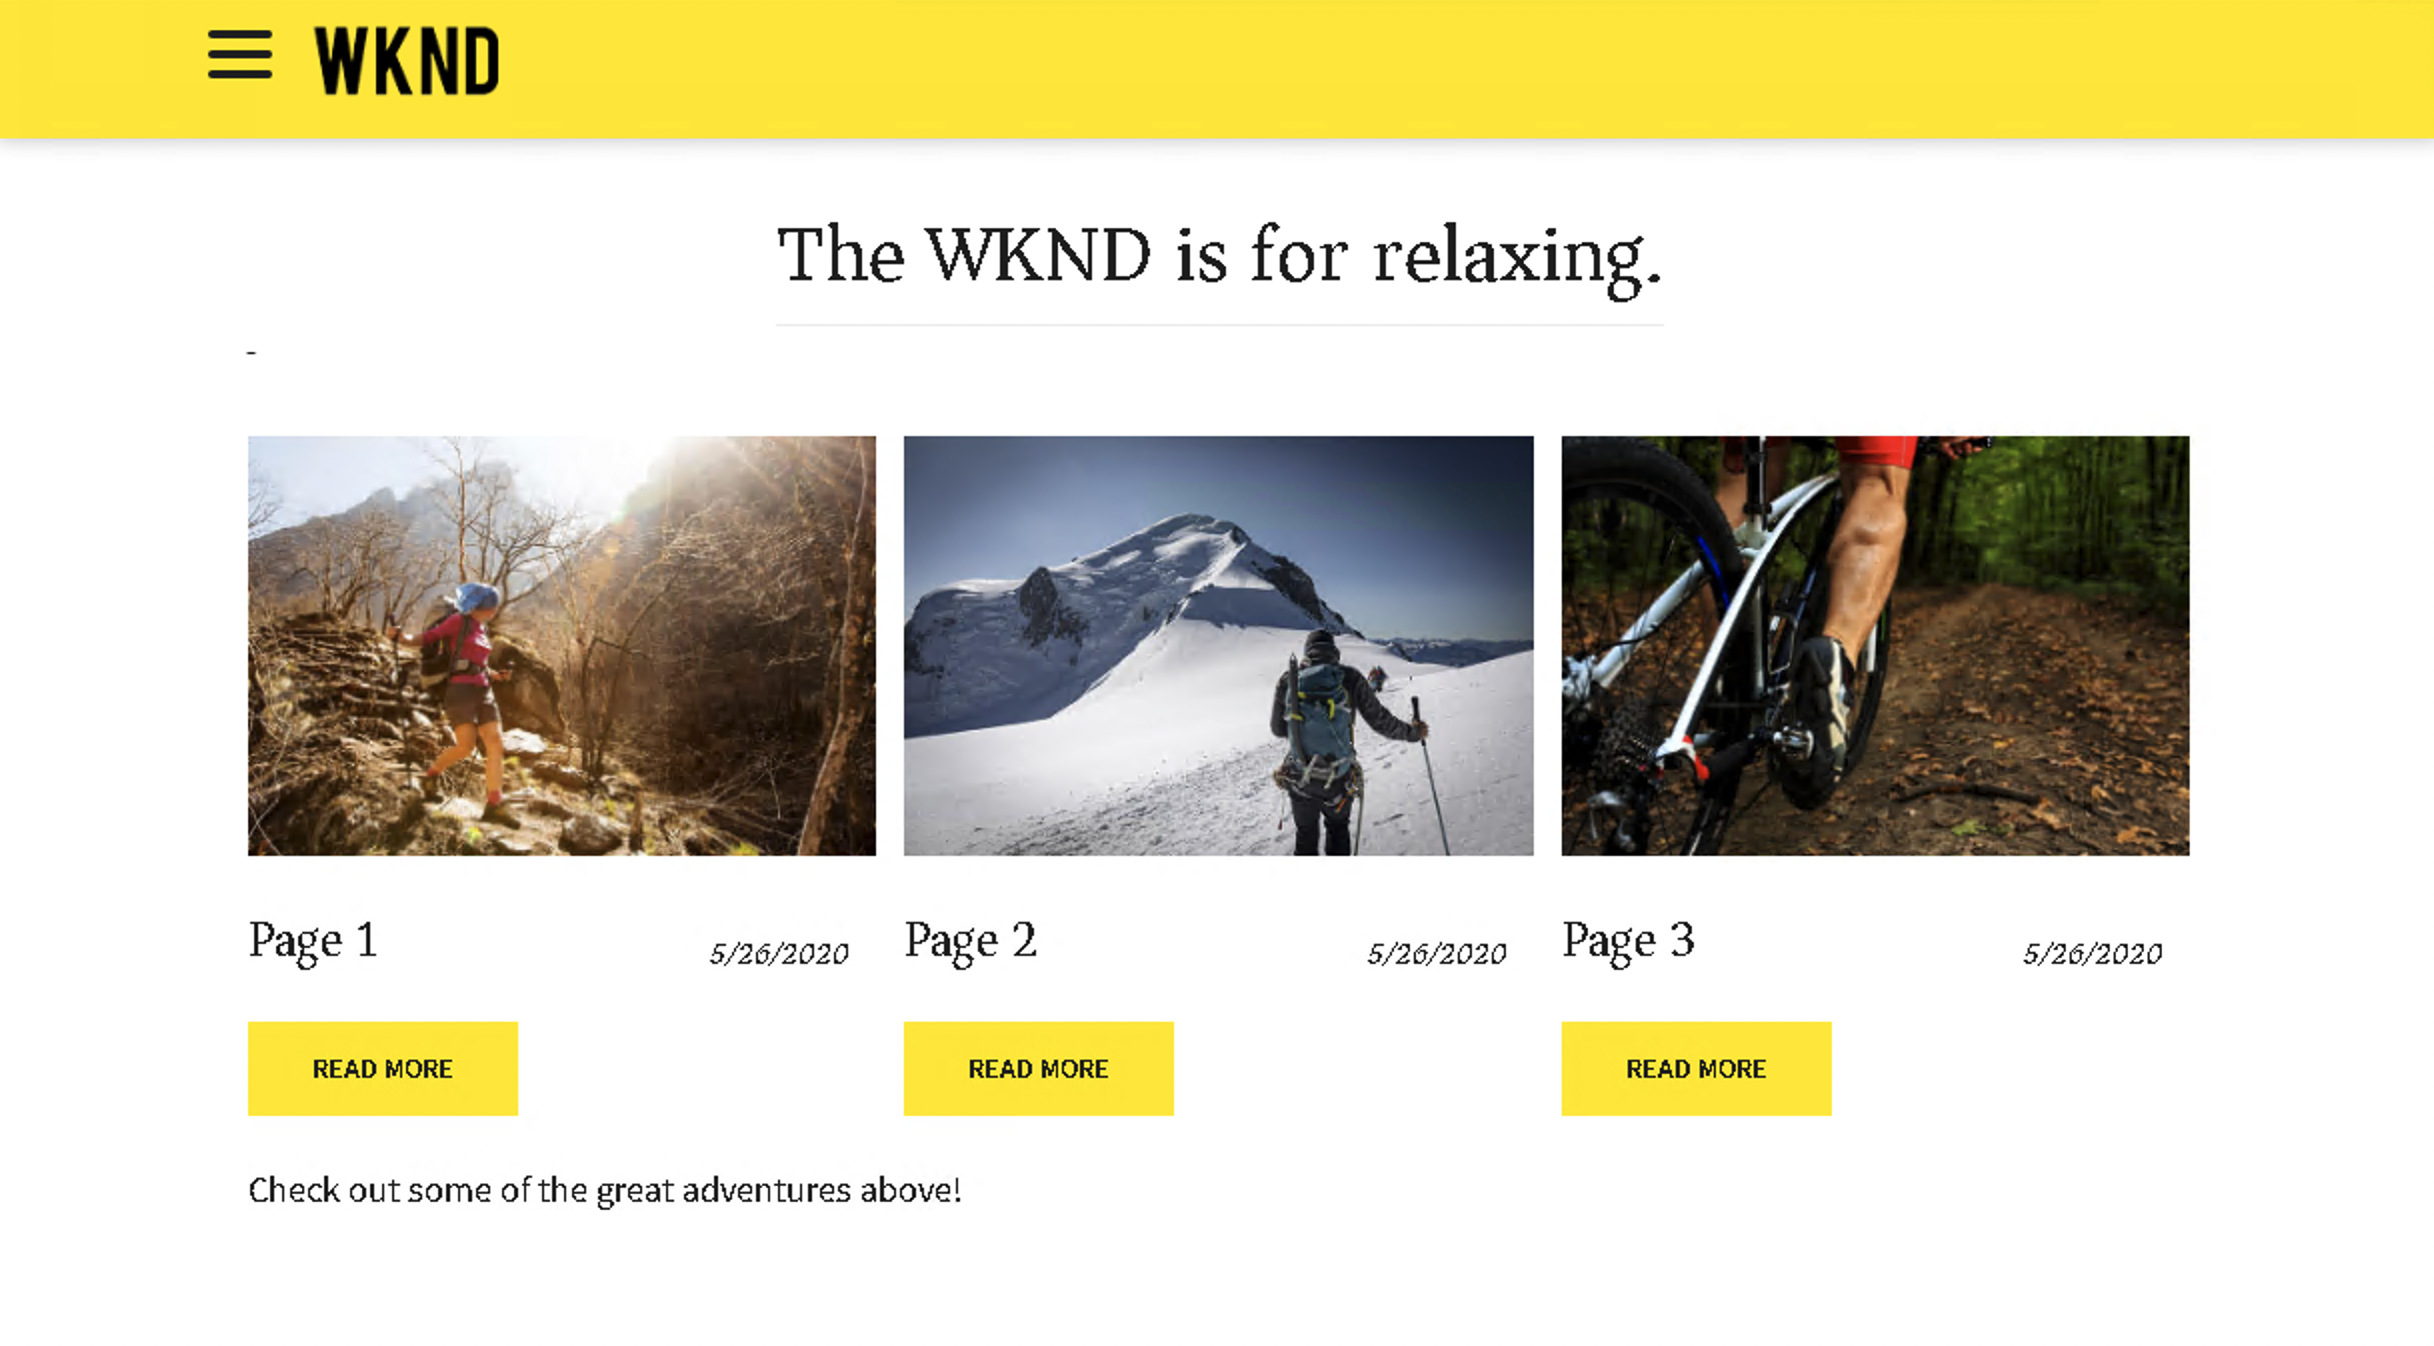 WKND
The WKND is for relaxing.
-
Page 1 5/26/2020
Page 2 5/26/2020
Page 3 5/26/2020
READ MORE
READ MORE
READ MORE
Check out some of the great adventures above!